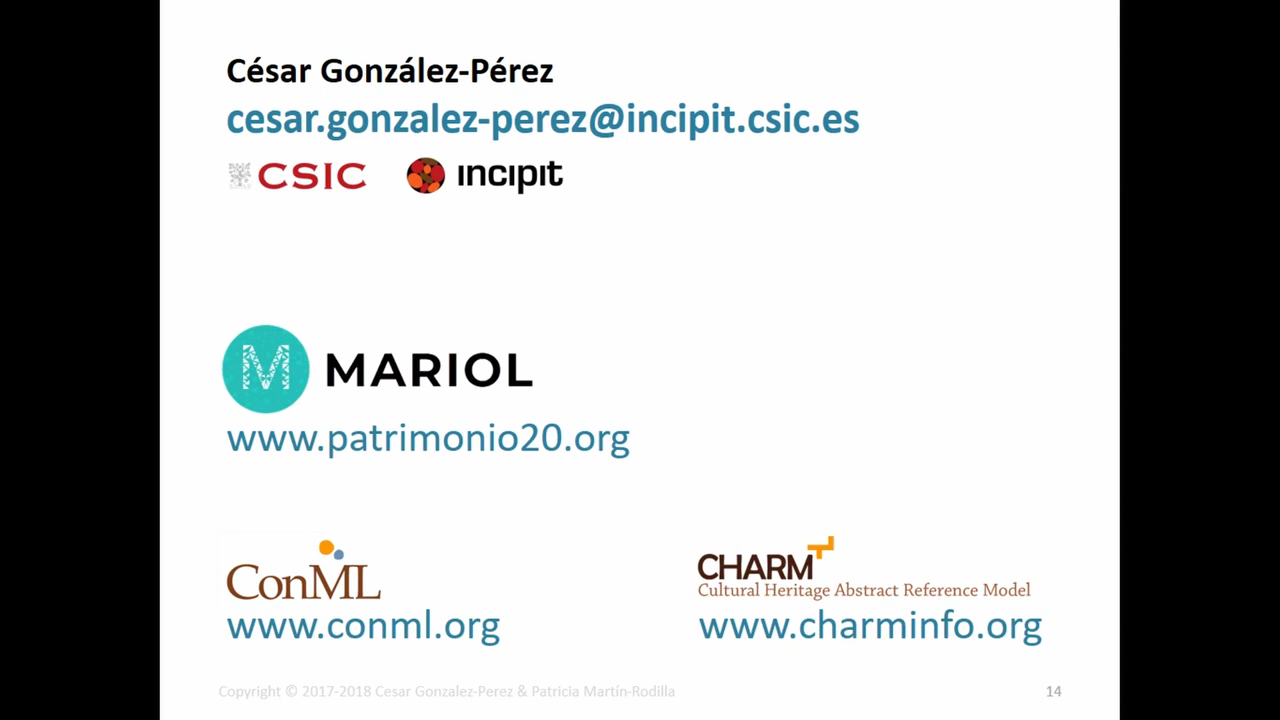 César González-Pérez
cesar.gonzalez-perez@incipit.csic.es
CSIC incipit
M MARIOL
www.patrimonio20.org
ConML
www.conml.org
CHARM
Cultural Heritage Abstract Reference Model
www.charminfo.org
Copyright © 2017-2018 Cesar Gonzalez-Perez & Patricia Martín-Rodilla
14